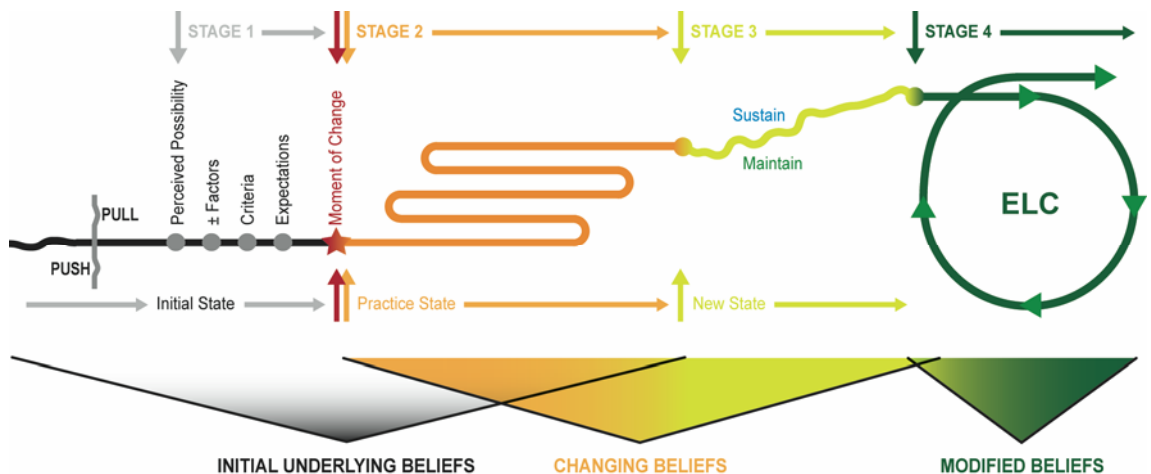 STAGE 1
STAGE 2
STAGE 3
STAGE 4
PULL
PUSH
Perceived Possibility
± Factors
Criteria
Expectations
Moment of Change
Sustain
Maintain
ELC
Initial State
Practice State
New State
INITIAL UNDERLYING BELIEFS
CHANGING BELIEFS
MODIFIED BELIEFS